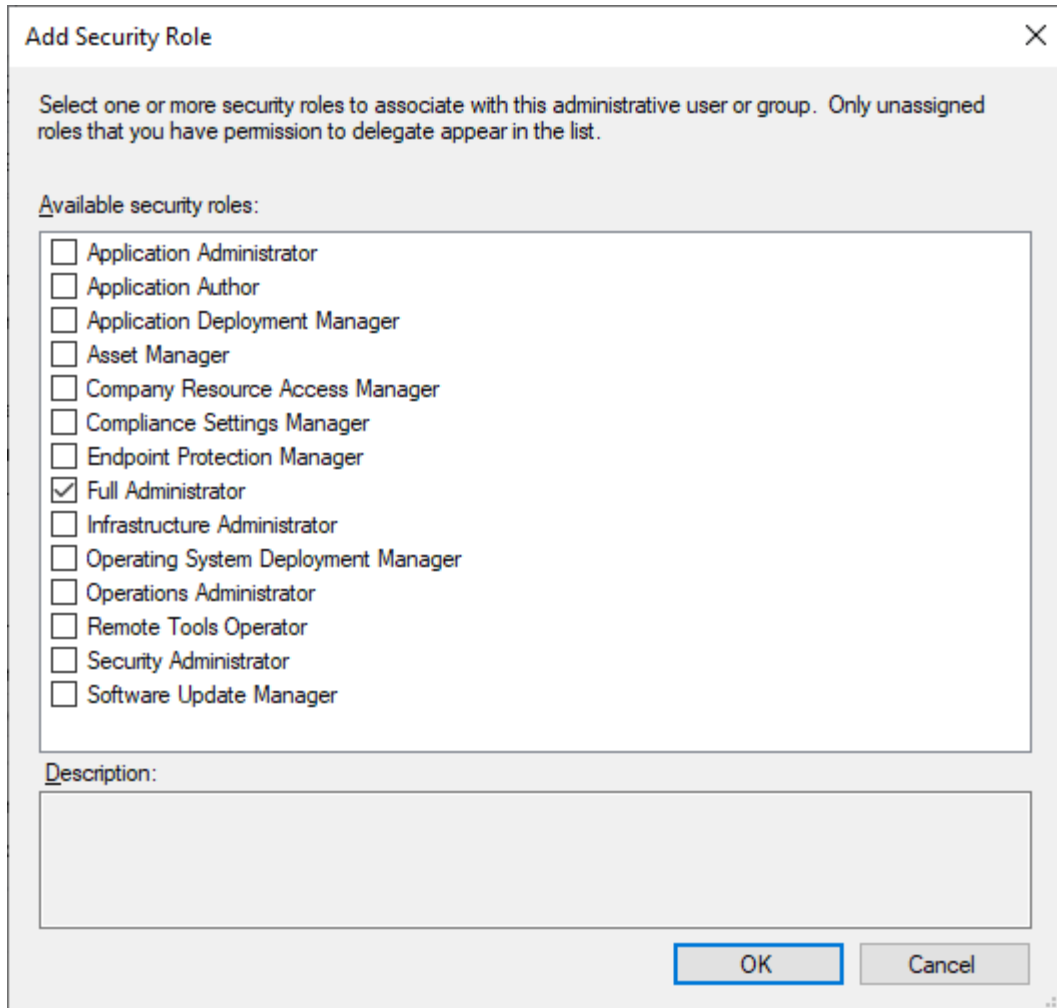 Add Security Role
Select one or more security roles to associate with this administrative user or group.  Only unassigned
roles that you have permission to delegate appear in the list.
Available security roles:
Application Administrator
Application Author
Application Deployment Manager
Asset Manager
Company Resource Access Manager
Compliance Settings Manager
Endpoint Protection Manager
Full Administrator
Infrastructure Administrator
Operating System Deployment Manager
Operations Administrator
Remote Tools Operator
Security Administrator
Software Update Manager
Description:
OK
Cancel